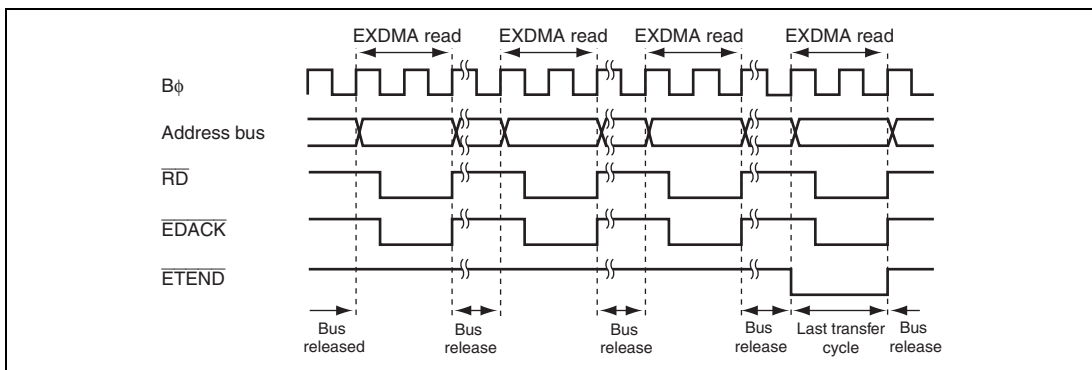 EXDMA read EXDMA read EXDMA read EXDMA read
Bφ
Address bus
RD
EDACK
ETEND
Bus released
Bus release
Bus release
Bus release
Last transfer cycle
Bus release